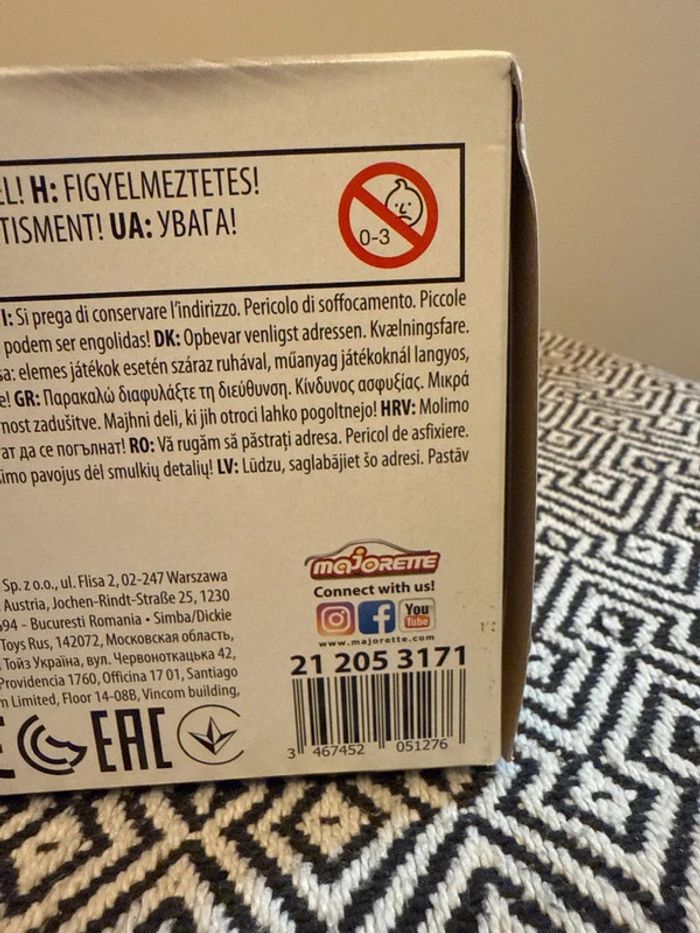 EL! H: FIGYELMEZTETES!
TISMENT! UA: УВАГА!
0-3
I: Si prega di conservare l'indirizzo. Pericolo di soffocamento. Piccole
podem ser engolidas! DK: Opbevar venligst adressen. Kvælningsfare.
sa: elemes játékok esetén száraz ruhával, műanyag játékoknál langyos,
e! GR: Παρακαλώ διαφυλάξτε τη διεύθυνση. Κίνδυνος ασφυξίας. Μικρά
rnost zadušitve. Majhni deli, ki jih otroci lahko pogoltnejo! HRV: Molimo
ат да се погълнат! RO: Vă rugăm să păstrați adresa. Pericol de asfixiere.
imo pavojus dėl smulkių detalių! LV: Lūdzu, saglabājiet šo adresi. Pastāv
Sp. z o.o., ul. Flisa 2, 02-247 Warszawa
Austria, Jochen-Rindt-Straße 25, 1230
694 - Bucuresti Romania • Simba/Dickie
Toys Rus, 142072, Московская область,
Тойз Україна, вул. Червоноткацька 42,
Providencia 1760, Officina 17 01, Santiago
m Limited, Floor 14-08B, Vincom building,
CE EAC
majorette
Connect with us!
You Tube
www.majorette.com
21 205 3171
3 467452 051276